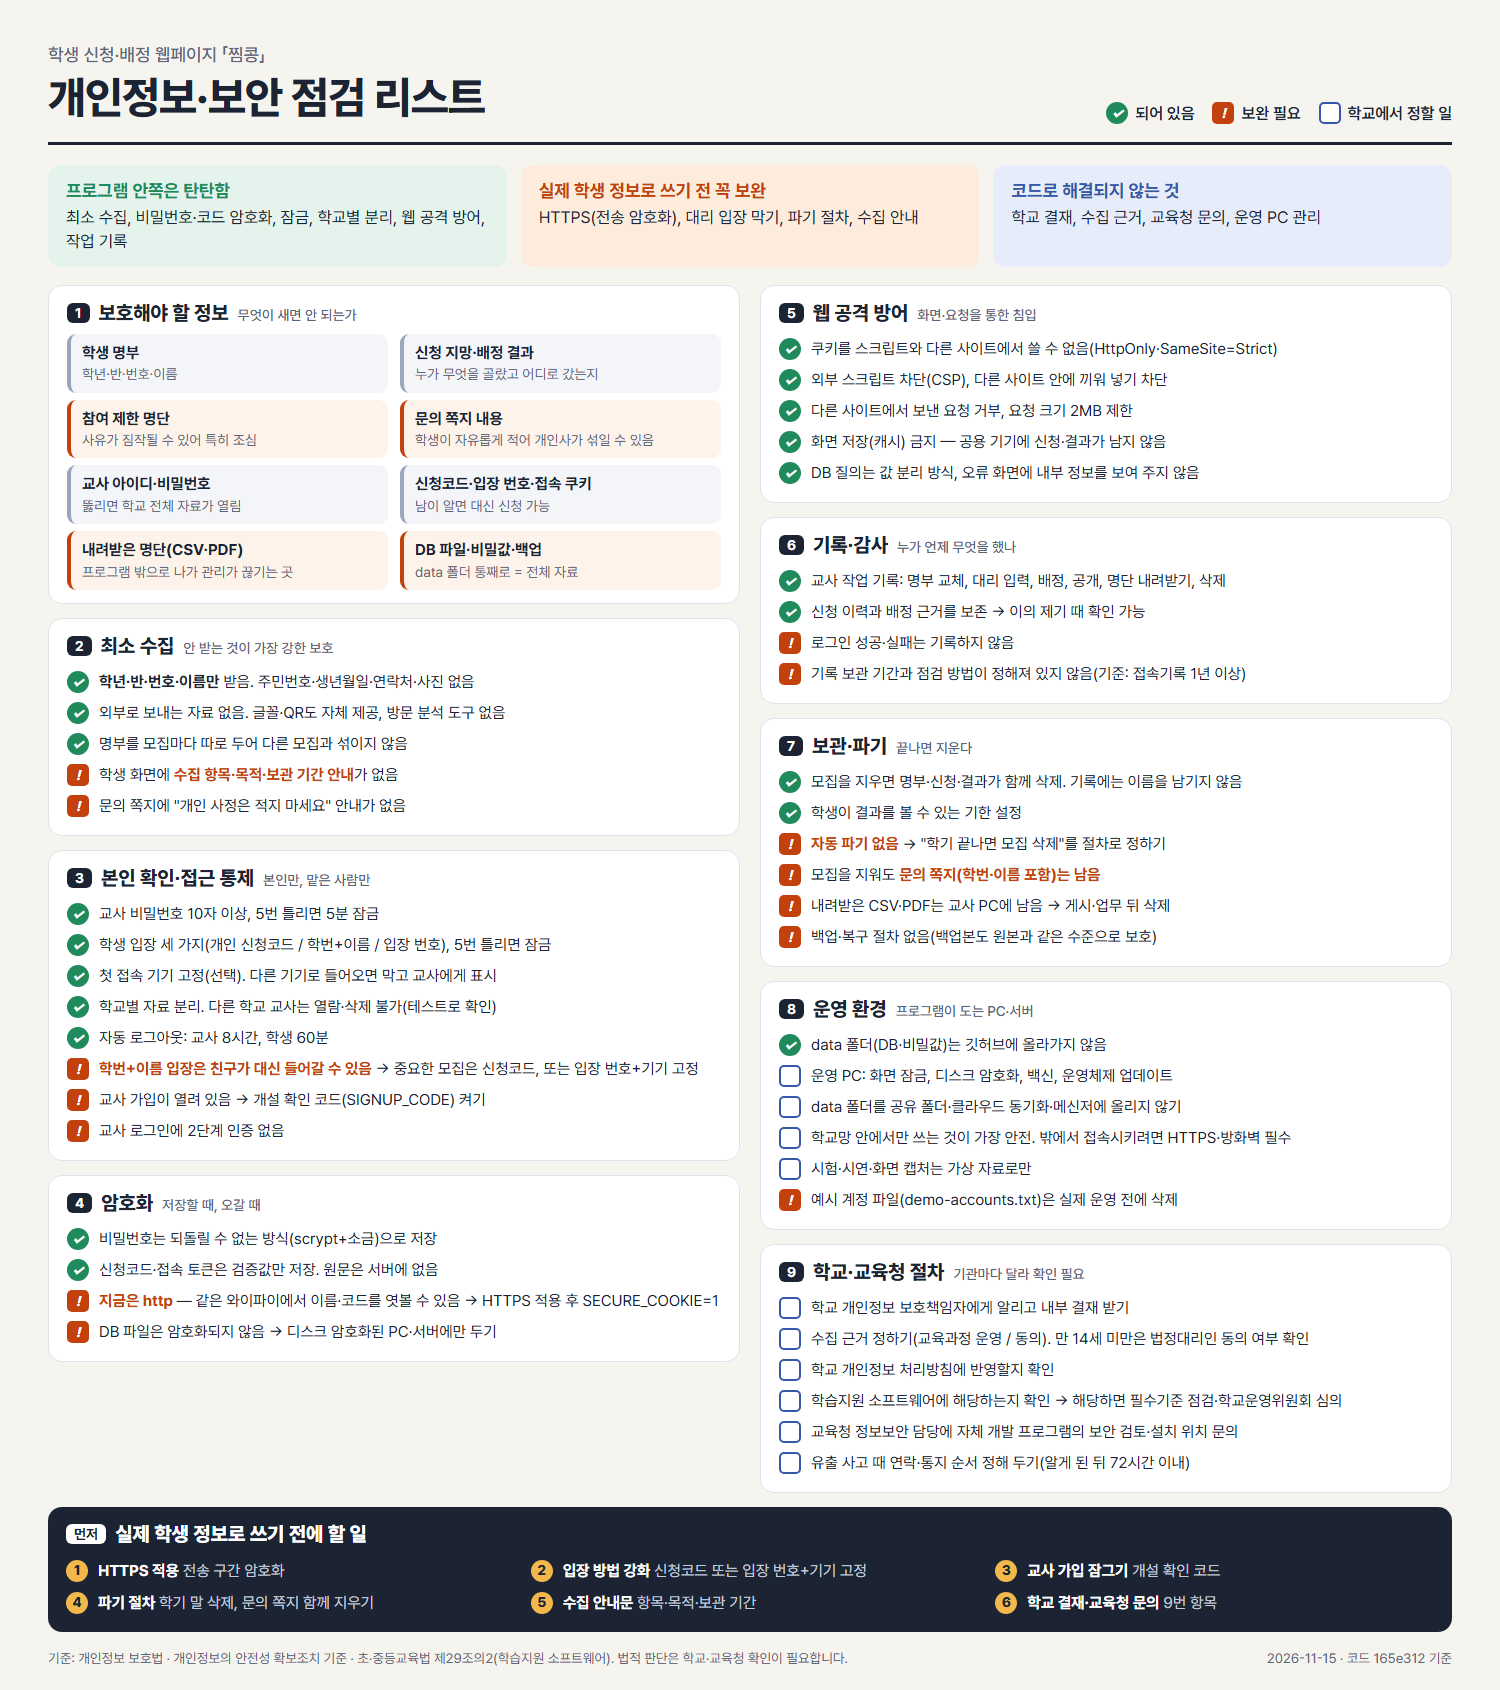 학생 신청·배정 웹페이지 「찜콩」
개인정보·보안 점검 리스트
되어 있음
보완 필요
학교에서 정할 일
프로그램 안쪽은 탄탄함
최소 수집, 비밀번호·코드 암호화, 잠금, 학교별 분리, 웹 공격 방어,
작업 기록
실제 학생 정보로 쓰기 전 꼭 보완
HTTPS(전송 암호화), 대리 입장 막기, 파기 절차, 수집 안내
코드로 해결되지 않는 것
학교 결재, 수집 근거, 교육청 문의, 운영 PC 관리
1 보호해야 할 정보 무엇이 새면 안 되는가
학생 명부
학년·반·번호·이름
신청 지망·배정 결과
누가 무엇을 골랐고 어디로 갔는지
참여 제한 명단
사유가 짐작될 수 있어 특히 조심
문의 쪽지 내용
학생이 자유롭게 적어 개인사가 섞일 수 있음
교사 아이디·비밀번호
뚫리면 학교 전체 자료가 열림
신청코드·입장 번호·접속 쿠키
남이 알면 대신 신청 가능
내려받은 명단(CSV·PDF)
프로그램 밖으로 나가 관리가 끊기는 곳
DB 파일·비밀값·백업
data 폴더 통째로 = 전체 자료
2 최소 수집 안 받는 것이 가장 강한 보호
학년·반·번호·이름만 받음. 주민번호·생년월일·연락처·사진 없음
외부로 보내는 자료 없음. 글꼴·QR도 자체 제공, 방문 분석 도구 없음
명부를 모집마다 따로 두어 다른 모집과 섞이지 않음
! 학생 화면에 수집 항목·목적·보관 기간 안내가 없음
! 문의 쪽지에 "개인 사정은 적지 마세요" 안내가 없음
3 본인 확인·접근 통제 본인만, 맡은 사람만
교사 비밀번호 10자 이상, 5번 틀리면 5분 잠금
학생 입장 세 가지(개인 신청코드 / 학번+이름 / 입장 번호), 5번 틀리면 잠금
첫 접속 기기 고정(선택). 다른 기기로 들어오면 막고 교사에게 표시
학교별 자료 분리. 다른 학교 교사는 열람·삭제 불가(테스트로 확인)
자동 로그아웃: 교사 8시간, 학생 60분
! 학번+이름 입장은 친구가 대신 들어갈 수 있음 → 중요한 모집은 신청코드, 또는 입장 번호+기기 고정
! 교사 가입이 열려 있음 → 개설 확인 코드(SIGNUP_CODE) 켜기
! 교사 로그인에 2단계 인증 없음
4 암호화 저장할 때, 오갈 때
비밀번호는 되돌릴 수 없는 방식(scrypt+소금)으로 저장
신청코드·접속 토큰은 검증값만 저장. 원문은 서버에 없음
! 지금은 http — 같은 와이파이에서 이름·코드를 엿볼 수 있음 → HTTPS 적용 후 SECURE_COOKIE=1
! DB 파일은 암호화되지 않음 → 디스크 암호화된 PC·서버에만 두기
5 웹 공격 방어 화면·요청을 통한 침입
쿠키를 스크립트와 다른 사이트에서 쓸 수 없음(HttpOnly·SameSite=Strict)
외부 스크립트 차단(CSP), 다른 사이트 안에 끼워 넣기 차단
다른 사이트에서 보낸 요청 거부, 요청 크기 2MB 제한
화면 저장(캐시) 금지 — 공용 기기에 신청·결과가 남지 않음
DB 질의는 값 분리 방식, 오류 화면에 내부 정보를 보여 주지 않음
6 기록·감사 누가 언제 무엇을 했나
교사 작업 기록: 명부 교체, 대리 입력, 배정, 공개, 명단 내려받기, 삭제
신청 이력과 배정 근거를 보존 → 이의 제기 때 확인 가능
! 로그인 성공·실패는 기록하지 않음
! 기록 보관 기간과 점검 방법이 정해져 있지 않음(기준: 접속기록 1년 이상)
7 보관·파기 끝나면 지운다
모집을 지우면 명부·신청·결과가 함께 삭제. 기록에는 이름을 남기지 않음
학생이 결과를 볼 수 있는 기한 설정
! 자동 파기 없음 → "학기 끝나면 모집 삭제"를 절차로 정하기
! 모집을 지워도 문의 쪽지(학번·이름 포함)는 남음
! 내려받은 CSV·PDF는 교사 PC에 남음 → 게시·업무 뒤 삭제
! 백업·복구 절차 없음(백업본도 원본과 같은 수준으로 보호)
8 운영 환경 프로그램이 도는 PC·서버
data 폴더(DB·비밀값)는 깃허브에 올라가지 않음
운영 PC: 화면 잠금, 디스크 암호화, 백신, 운영체제 업데이트
data 폴더를 공유 폴더·클라우드 동기화·메신저에 올리지 않기
학교망 안에서만 쓰는 것이 가장 안전. 밖에서 접속시키려면 HTTPS·방화벽 필수
시험·시연·화면 캡처는 가상 자료로만
! 예시 계정 파일(demo-accounts.txt)은 실제 운영 전에 삭제
9 학교·교육청 절차 기관마다 달라 확인 필요
학교 개인정보 보호책임자에게 알리고 내부 결재 받기
수집 근거 정하기(교육과정 운영 / 동의). 만 14세 미만은 법정대리인 동의 여부 확인
학교 개인정보 처리방침에 반영할지 확인
학습지원 소프트웨어에 해당하는지 확인 → 해당하면 필수기준 점검·학교운영위원회 심의
교육청 정보보안 담당에 자체 개발 프로그램의 보안 검토·설치 위치 문의
유출 사고 때 연락·통지 순서 정해 두기(알게 된 뒤 72시간 이내)
먼저 실제 학생 정보로 쓰기 전에 할 일
1 HTTPS 적용 전송 구간 암호화
2 입장 방법 강화 신청코드 또는 입장 번호+기기 고정
3 교사 가입 잠그기 개설 확인 코드
4 파기 절차 학기 말 삭제, 문의 쪽지 함께 지우기
5 수집 안내문 항목·목적·보관 기간
6 학교 결재·교육청 문의 9번 항목
기준: 개인정보 보호법 · 개인정보의 안전성 확보조치 기준 · 초·중등교육법 제29조의2(학습지원 소프트웨어). 법적 판단은 학교·교육청 확인이 필요합니다.
2026-11-15 · 코드 165e312 기준